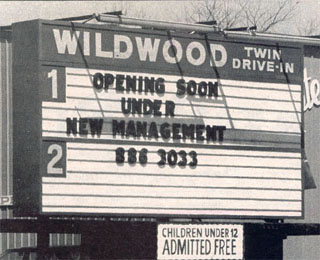 WILDWOOD TWIN
DRIVE-IN
1
OPENING SOON
UNDER
NEW MANAGEMENT
2
886 3033
CHILDREN UNDER 12
ADMITTED FREE